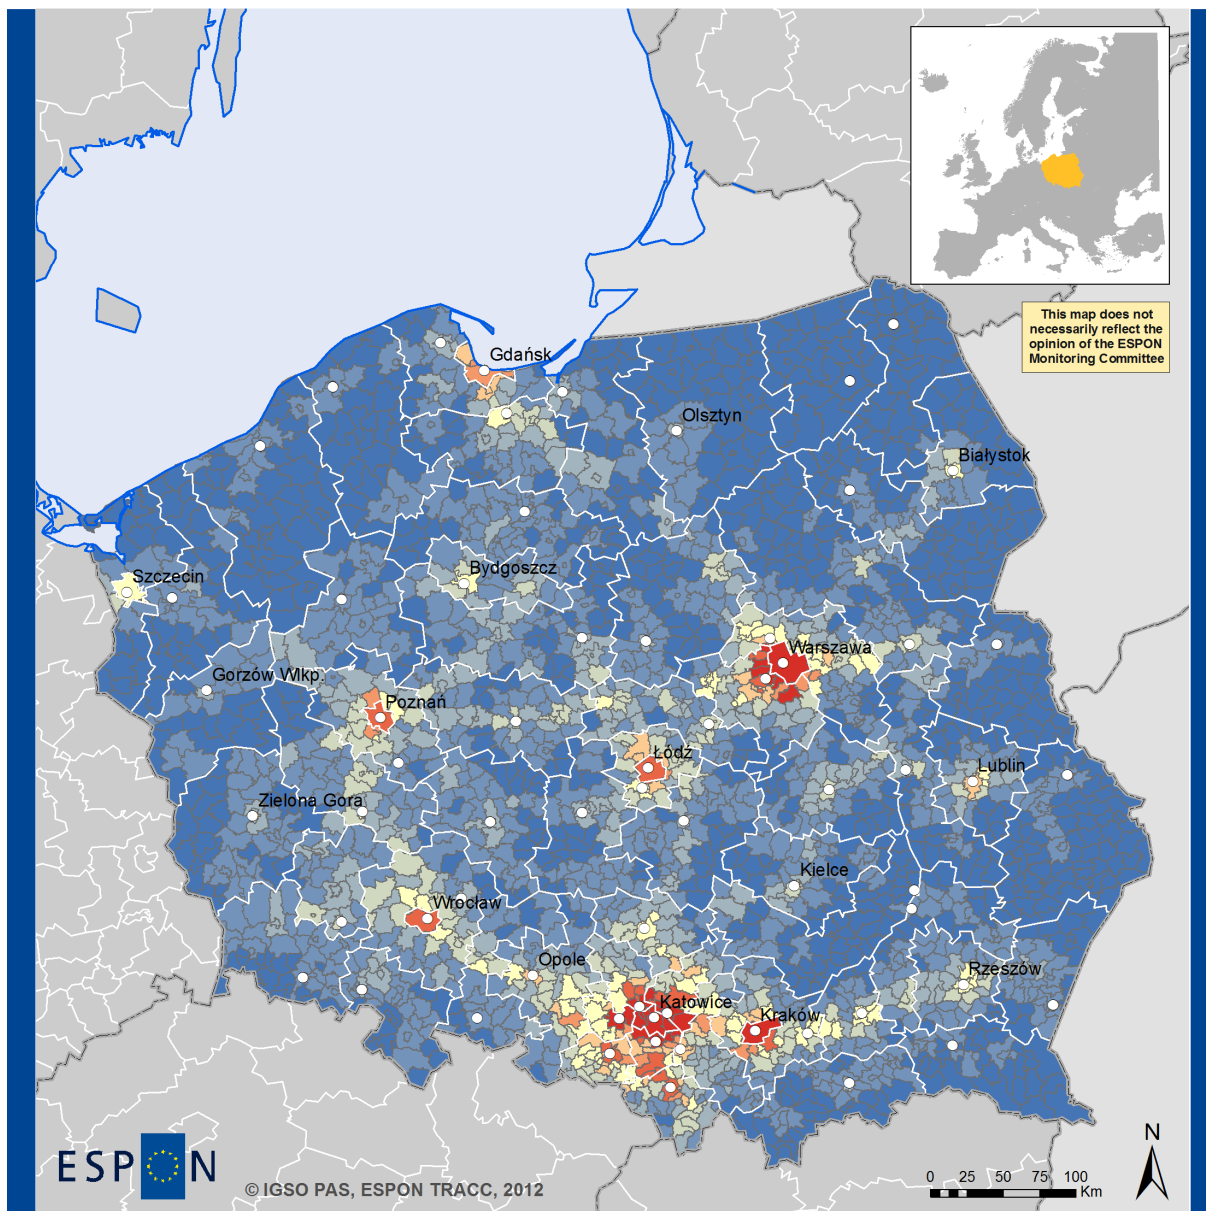 This map does not
necessarily reflect the
opinion of the ESPON
Monitoring Committee
Gdańsk
Olsztyn
Białystok
Szczecin
Bydgoszcz
Warszawa
Gorzów Wlkp.
Poznań
Łódź
Lublin
Zielona Gora
Kielce
Wrocław
Opole
Rzeszów
Katowice
Kraków
N
ESPON
0 25 50 75 100
Km
© IGSO PAS, ESPON TRACC, 2012